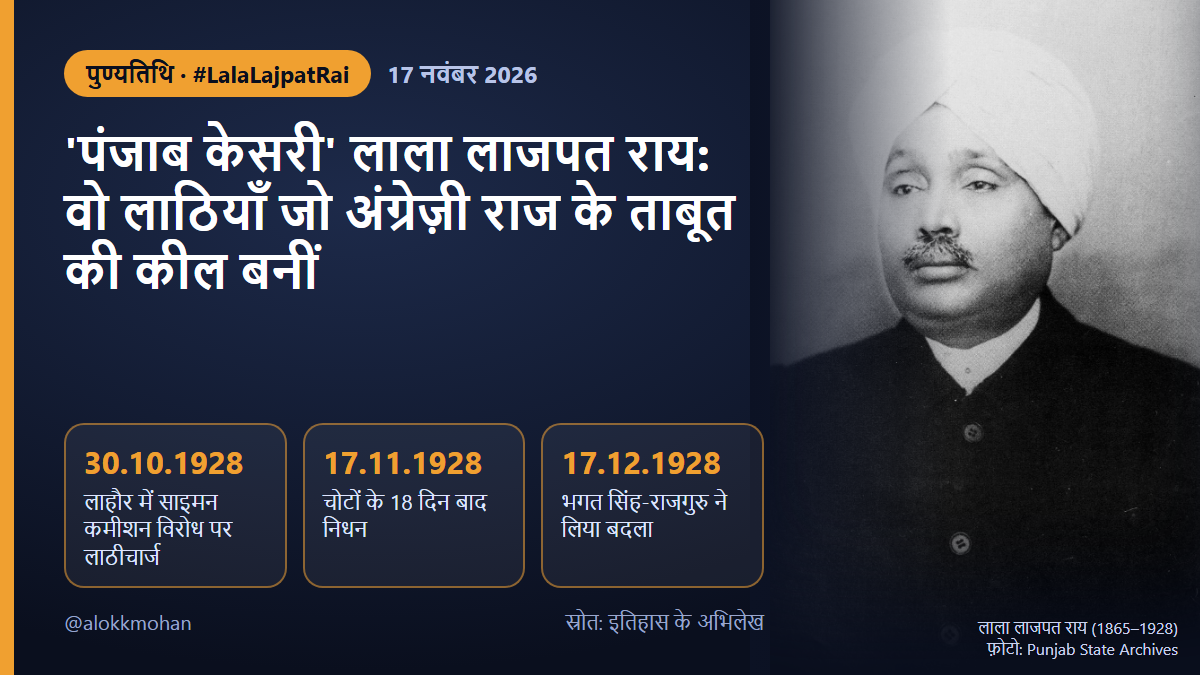 पुण्यतिथि · #LalaLajpatRai
17 नवंबर 2026
'पंजाब केसरी' लाला लाजपत राय:
वो लाठियाँ जो अंग्रेज़ी राज के ताबूत
की कील बनीं
30.10.1928
लाहौर में साइमन
कमीशन विरोध पर
लाठीचार्ज
17.11.1928
चोटों के 18 दिन बाद
निधन
17.12.1928
भगत सिंह-राजगुरु ने
लिया बदला
@alokkmohan
स्रोत: इतिहास के अभिलेख
लाला लाजपत राय (1865–1928)
फ़ोटो: Punjab State Archives